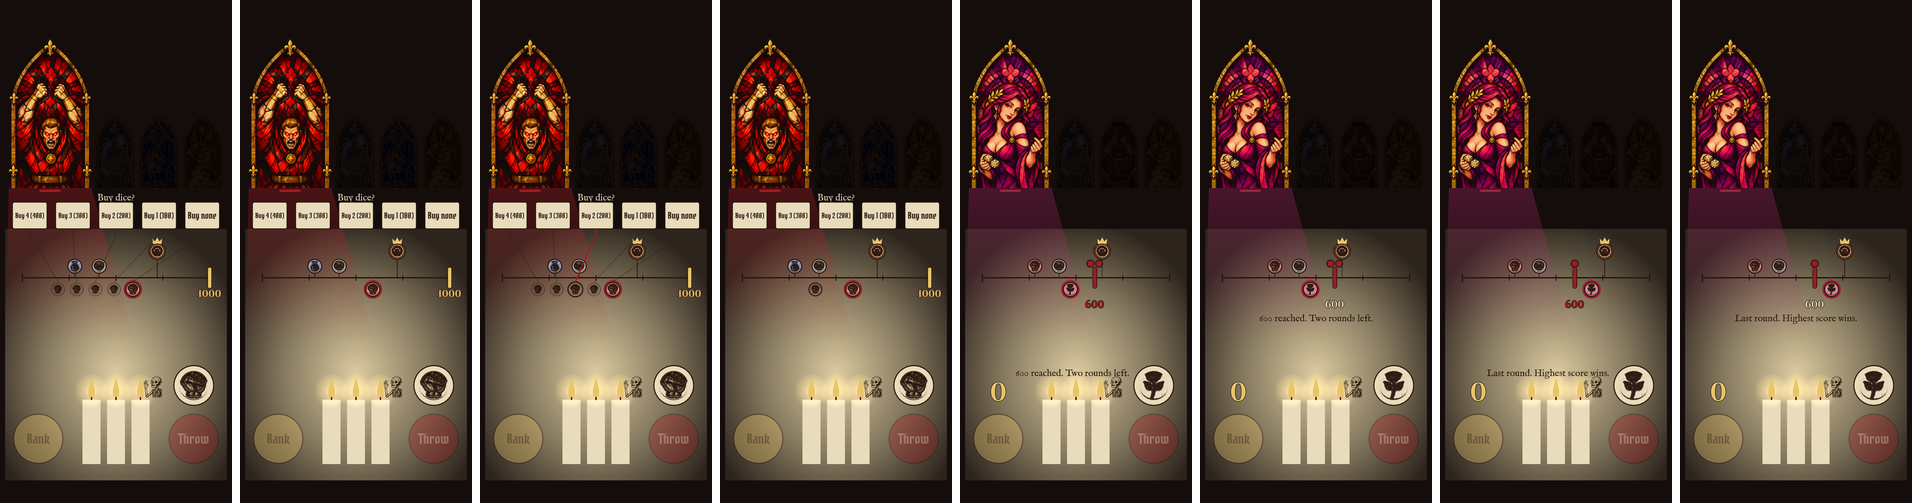 Buy dice?
Buy 4 (400) Buy 3 (300) Buy 2 (200) Buy 1 (100) Buy none
1000
Bank Throw
Buy dice?
Buy 4 (400) Buy 3 (300) Buy 2 (200) Buy 1 (100) Buy none
1000
Bank Throw
Buy dice?
Buy 4 (400) Buy 3 (300) Buy 2 (200) Buy 1 (100) Buy none
1000
Bank Throw
Buy dice?
Buy 4 (400) Buy 3 (300) Buy 2 (200) Buy 1 (100) Buy none
1000
Bank Throw
600
600 reached. Two rounds left.
0
Bank Throw
600
600 reached. Two rounds left.
0
Bank Throw
600
Last round. Highest score wins.
0
Bank Throw
600
Last round. Highest score wins.
0
Bank Throw